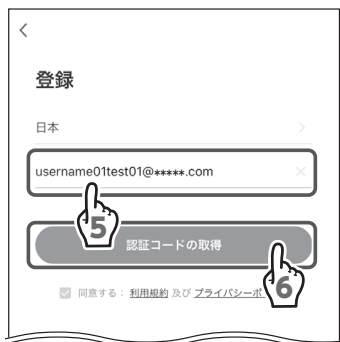 登録
日本
username01test01@*****.com
5
認証コードの取得
同意する： 利用規約 及び プライバシーポ
6